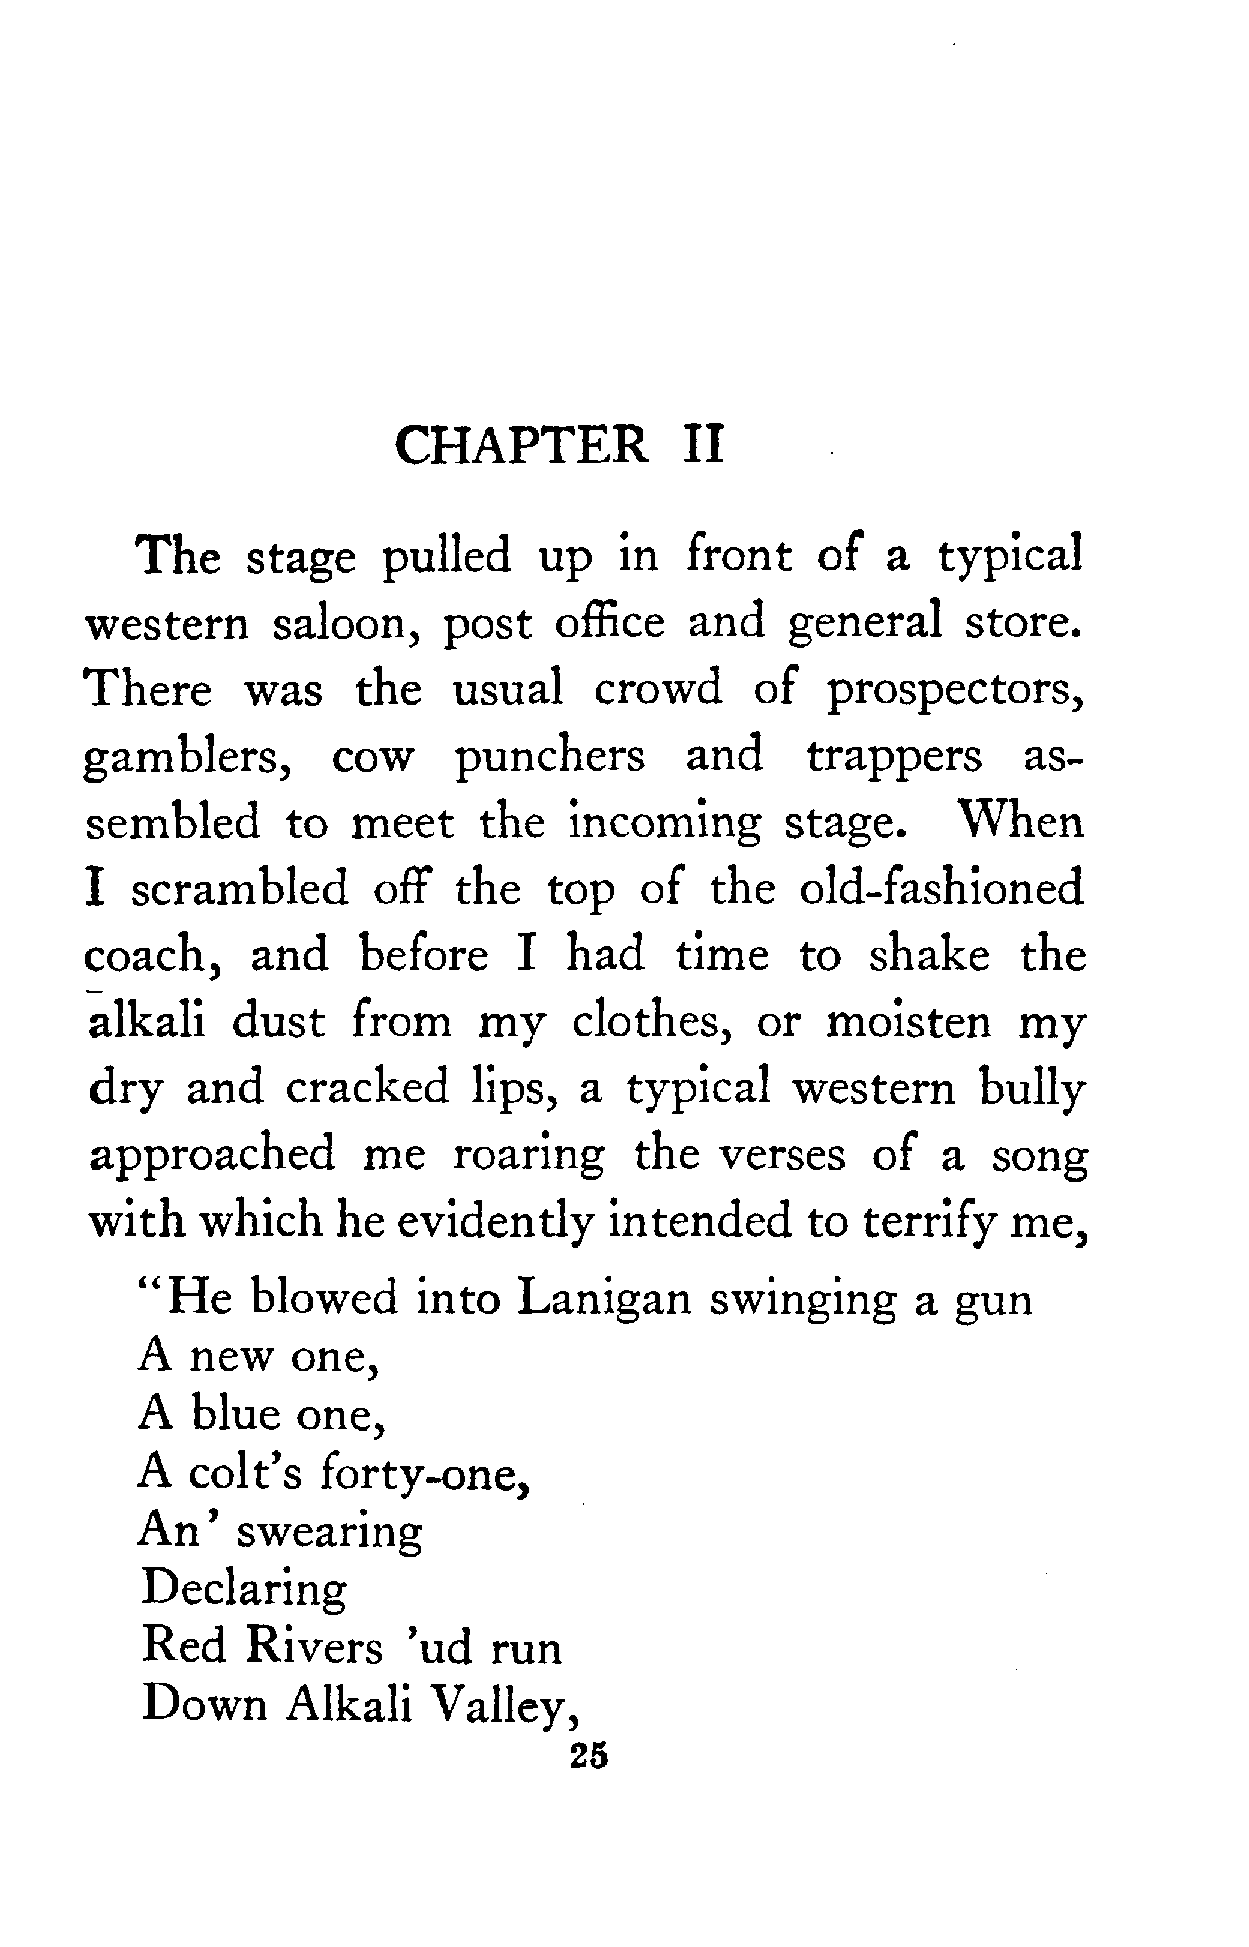 CHAPTER II
The stage pulled up in front of a typical
western saloon, post office and general store.
There was the usual crowd of prospectors,
gamblers, cow punchers and trappers as-
sembled to meet the incoming stage. When
I scrambled off the top of the old-fashioned
coach, and before I had time to shake the
alkali dust from my clothes, or moisten my
dry and cracked lips, a typical western bully
approached me roaring the verses of a song
with which he evidently intended to terrify me,
“He blowed into Lanigan swinging a gun
A new one,
A blue one,
A colt’s forty-one,
An’ swearing
Declaring
Red Rivers ’ud run
Down Alkali Valley,
25